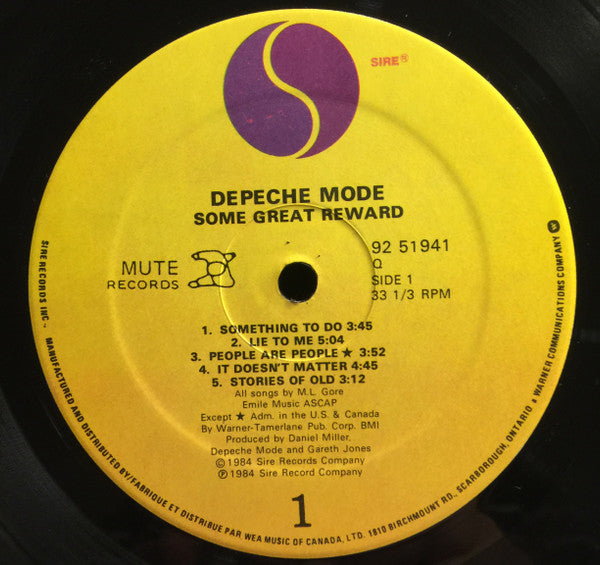 SIRE®
DEPECHE MODE
SOME GREAT REWARD
MUTE
RECORDS
92 51941
Q
SIDE 1
33 1/3 RPM
1. SOMETHING TO DO 3:45
2. LIE TO ME 5:04
3. PEOPLE ARE PEOPLE ★ 3:52
4. IT DOESN'T MATTER 4:45
5. STORIES OF OLD 3:12
All songs by M.L. Gore
Emile Music ASCAP
Except ★ Adm. in the U.S. & Canada
By Warner-Tamerlane Pub. Corp. BMI
Produced by Daniel Miller,
Depeche Mode and Gareth Jones
©1984 Sire Records Company
℗1984 Sire Record Company
1
SIRE RECORDS INC~ MANUFACTURED AND DISTRIBUTED BY/FABRIQUE ET DISTRIBUE PAR WEA MUSIC OF CANADA, LTD. 1810 BIRCHMOUNT RD., SCARBOROUGH, ONTARIO • A WARNER COMMUNICATIONS COMPANY